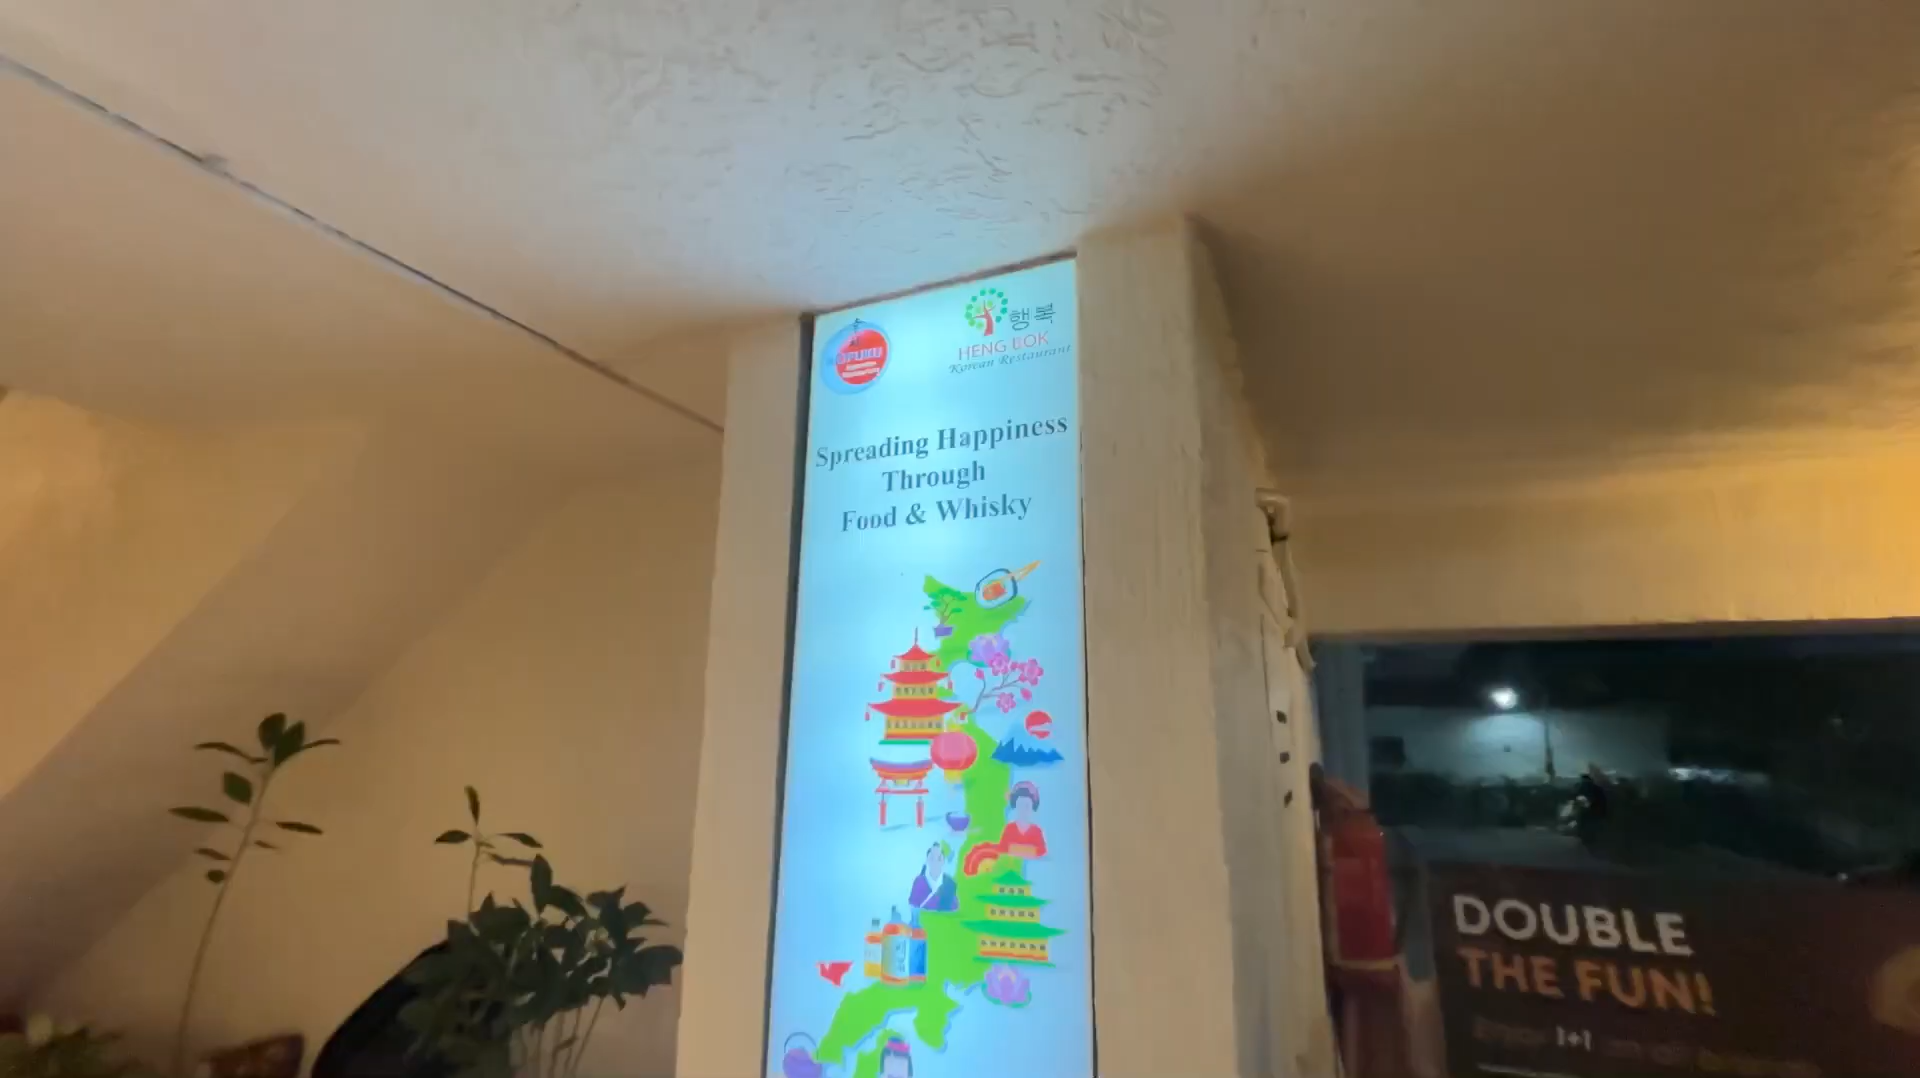 행복
HENG BOK
Korean Restaurant
Spreading Happiness
Through
Food & Whisky
DOUBLE
THE FUN!
1+1